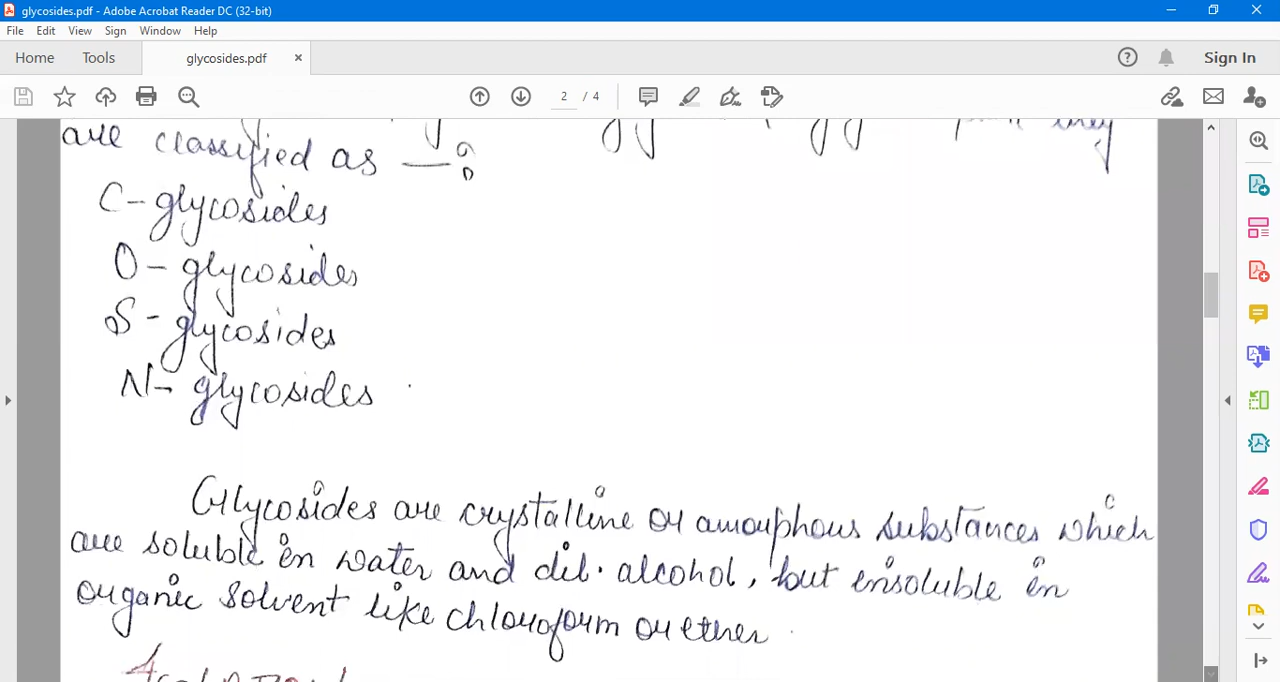 glycosides.pdf - Adobe Acrobat Reader DC (32-bit)
File Edit View Sign Window Help
Home Tools glycosides.pdf × Sign In
2 / 4
they
are classified as —:
C- glycosides
O- glycosides
S- glycosides
N- glycosides
Glycosides are crystalline or amorphous substances which
are soluble in water and dil. alcohol, but insoluble in
organic solvent like chloroform or ether.